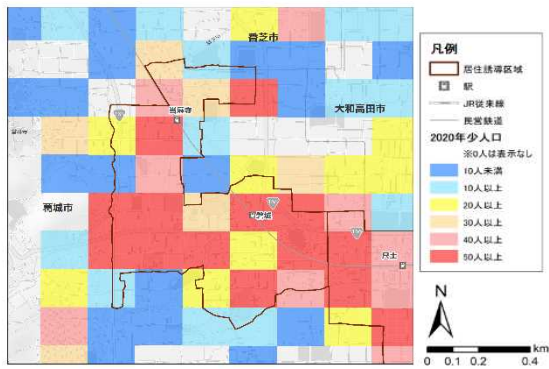 香芝市
凡例
居住誘導区域
駅
JR従来線
民営鉄道
2020年少人口
※0人は表示なし
10人未満
10人以上
20人以上
30人以上
40人以上
50人以上
当麻寺
大和高田市
葛城市
尺土
N
km
0 0.1 0.2 0.4